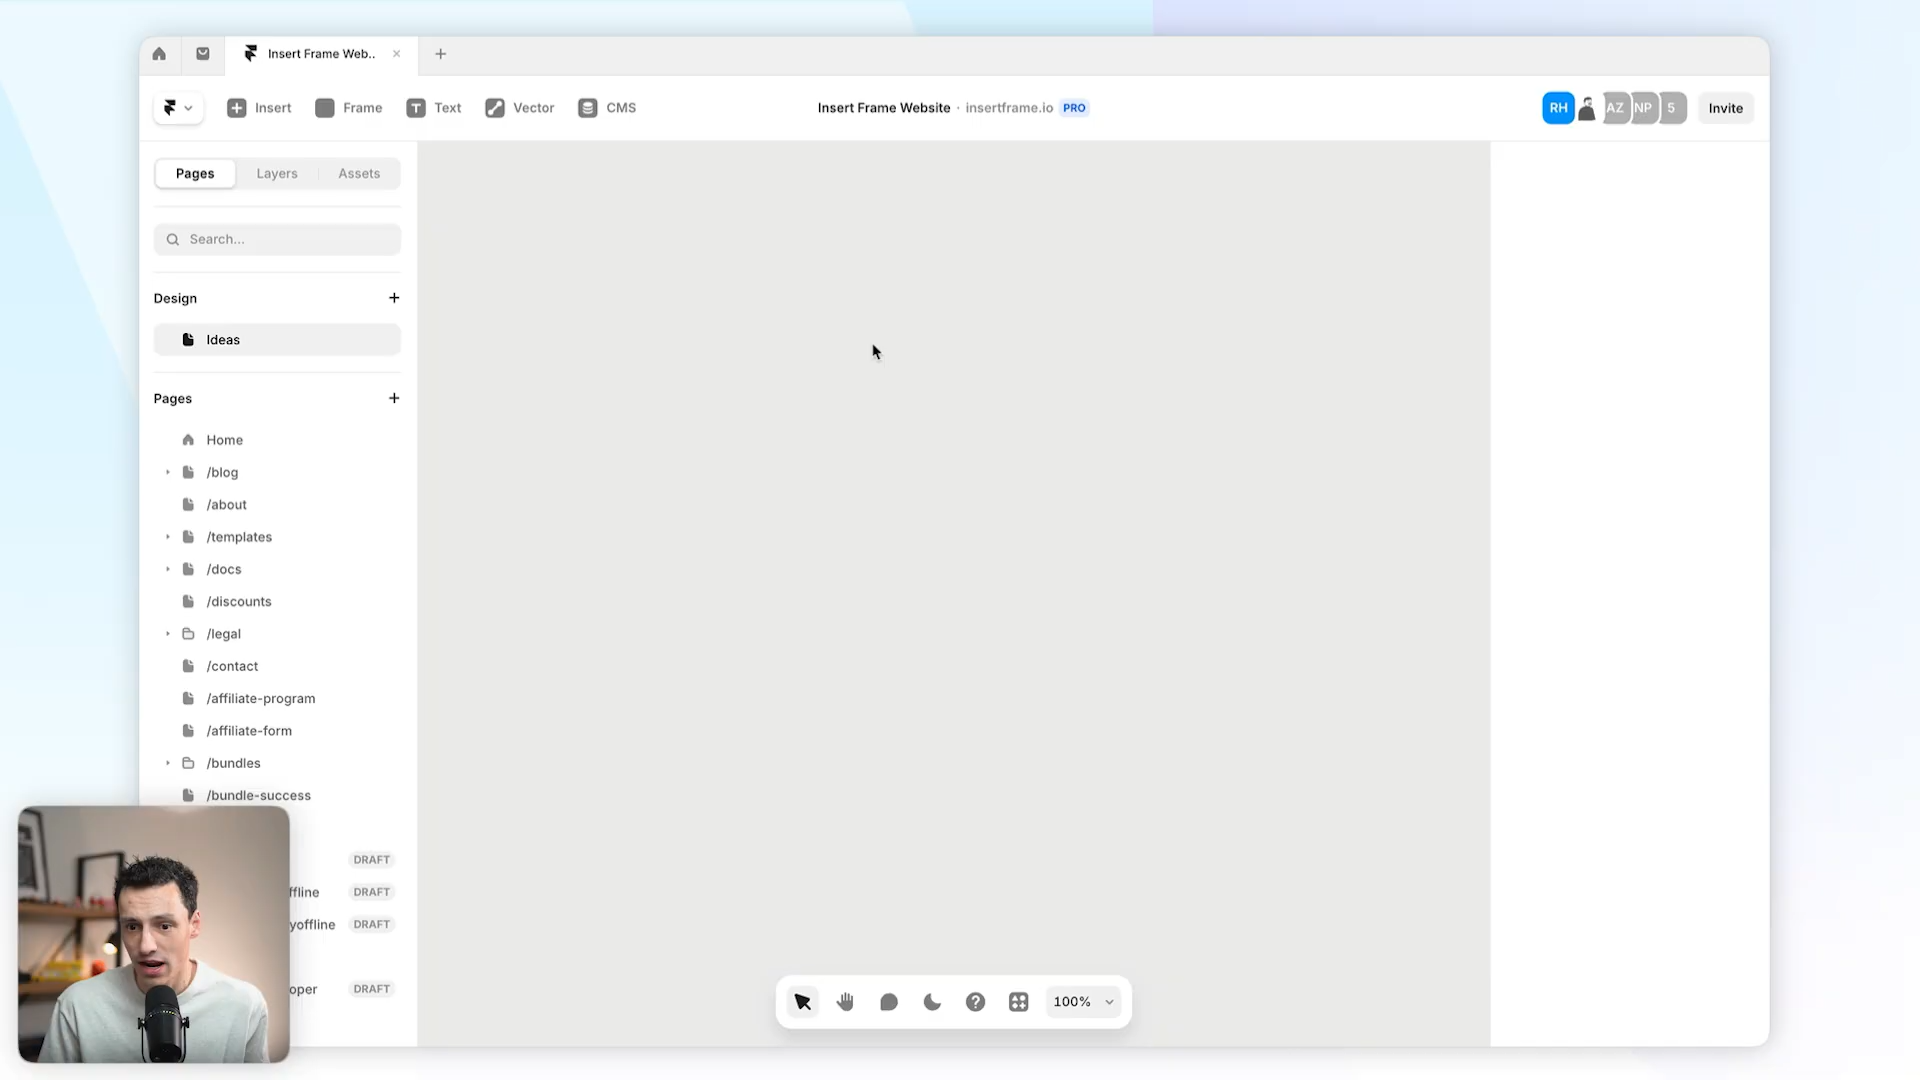 Insert Frame Web..
Insert Frame Text Vector CMS
Insert Frame Website · insertframe.io PRO
RH AZ NP 5 Invite
Pages Layers Assets
Search...
Design
Ideas
Pages
Home
/blog
/about
/templates
/docs
/discounts
/legal
/contact
/affiliate-program
/affiliate-form
/bundles
/bundle-success
DRAFT
ffline DRAFT
yoffline DRAFT
oper DRAFT
100%